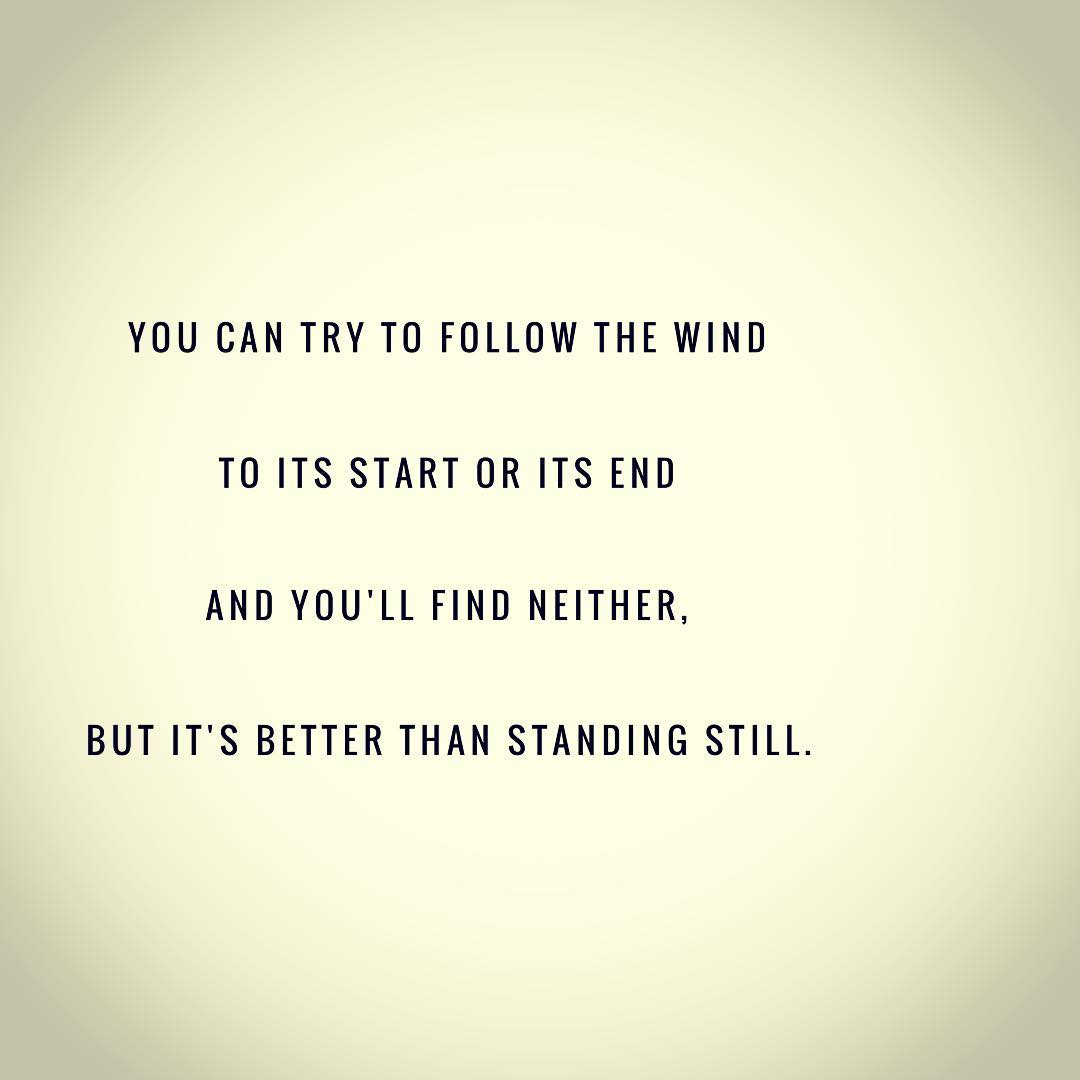 YOU CAN TRY TO FOLLOW THE WIND
TO ITS START OR ITS END
AND YOU'LL FIND NEITHER,
BUT IT'S BETTER THAN STANDING STILL.